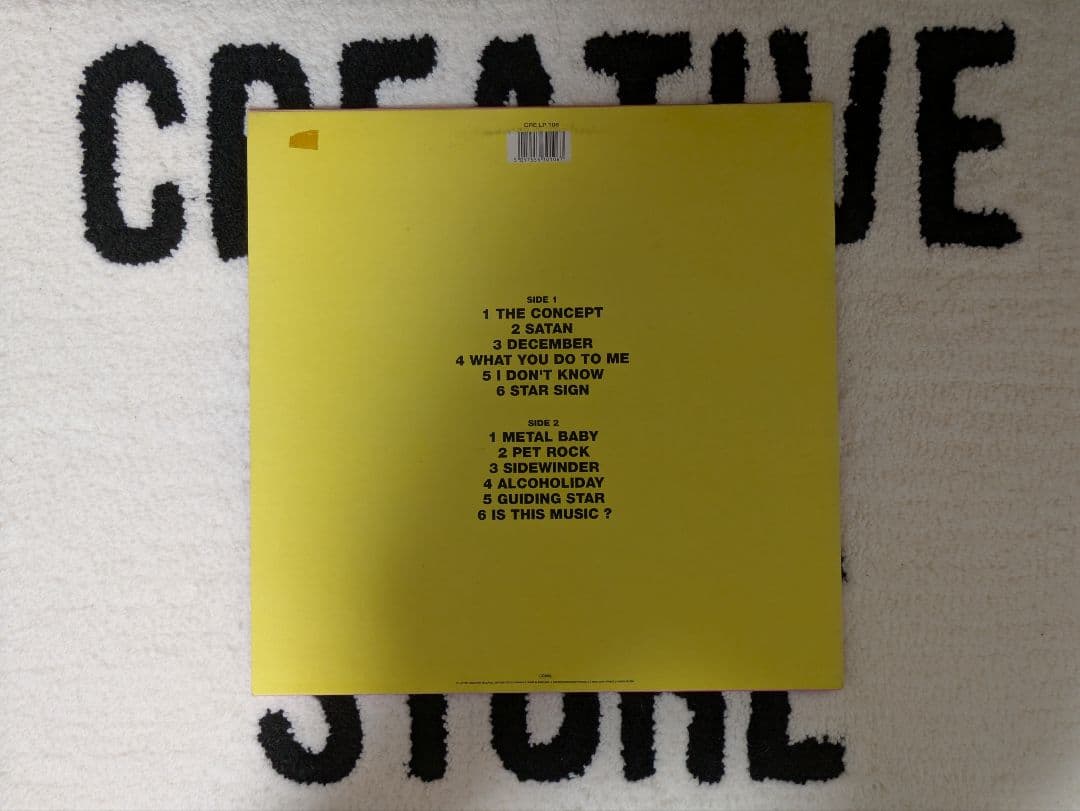 CREATIVE
CRE LP 106
SIDE 1
1 THE CONCEPT
2 SATAN
3 DECEMBER
4 WHAT YOU DO TO ME
5 I DON'T KNOW
6 STAR SIGN
SIDE 2
1 METAL BABY
2 PET ROCK
3 SIDEWINDER
4 ALCOHOLIDAY
5 GUIDING STAR
6 IS THIS MUSIC ?
STORE